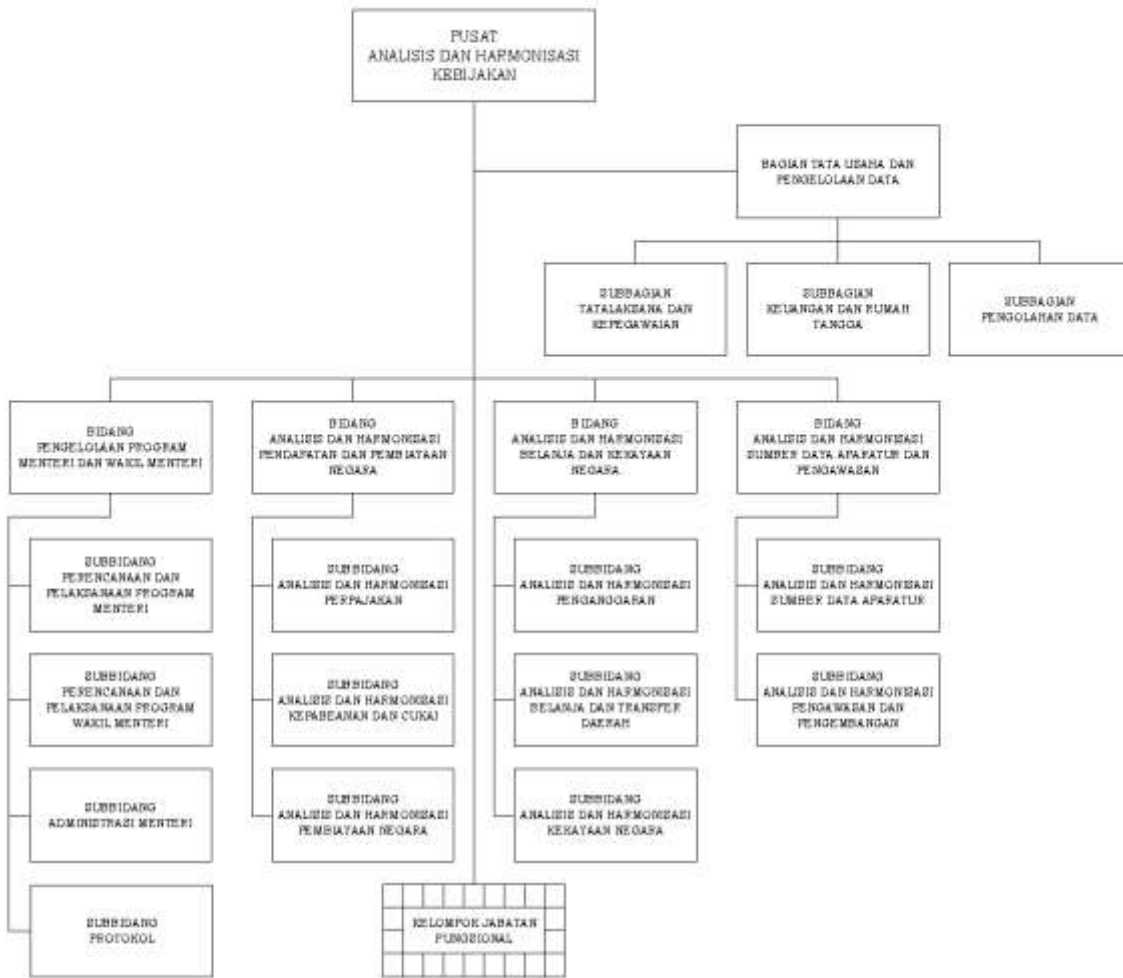 PUSAT
ANALISIS DAN HARMONISASI
KEBIJAKAN
BAGIAN TATA USAHA DAN
PENGELOLAAN DATA
SUBBAGIAN
TATALAKSANA DAN
KEPEGAWAIAN
SUBBAGIAN
KEUANGAN DAN RUMAH
TANGGA
SUBBAGIAN
PENGOLAHAN DATA
BIDANG
PENGELOLAAN PROGRAM
MENTERI DAN WAKIL MENTERI
BIDANG
ANALISIS DAN HARMONISASI
PENDAPATAN DAN PEMBIAYAAN
NEGARA
BIDANG
ANALISIS DAN HARMONISASI
BELANJA DAN KEKAYAAN
NEGARA
BIDANG
ANALISIS DAN HARMONISASI
SUMBER DAYA APARATUR DAN
PENGAWASAN
SUBBIDANG
PERENCANAAN DAN
PELAKSANAAN PROGRAM
MENTERI
SUBBIDANG
ANALISIS DAN HARMONISASI
PERPAJAKAN
SUBBIDANG
ANALISIS DAN HARMONISASI
PENGANGGARAN
SUBBIDANG
ANALISIS DAN HARMONISASI
SUMBER DAYA APARATUR
SUBBIDANG
PERENCANAAN DAN
PELAKSANAAN PROGRAM
WAKIL MENTERI
SUBBIDANG
ANALISIS DAN HARMONISASI
KEPABEANAN DAN CUKAI
SUBBIDANG
ANALISIS DAN HARMONISASI
BELANJA DAN TRANSFER
DAERAH
SUBBIDANG
ANALISIS DAN HARMONISASI
PENGAWASAN DAN
PENGEMBANGAN
SUBBIDANG
ADMINISTRASI MENTERI
SUBBIDANG
ANALISIS DAN HARMONISASI
PEMBIAYAAN NEGARA
SUBBIDANG
ANALISIS DAN HARMONISASI
KEKAYAAN NEGARA
SUBBIDANG
PROTOKOL
KELOMPOK JABATAN
FUNGSIONAL